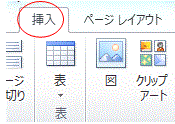 挿入 ページ レイアウト
ージ 表 図 クリップ
切り アート
表